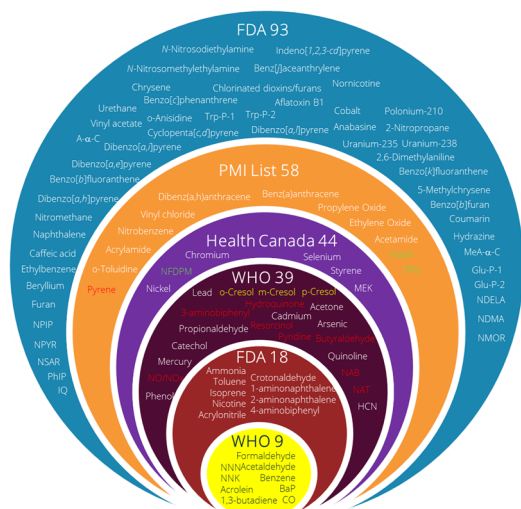 FDA 93
N-Nitrosodiethylamine Indeno[1,2,3-cd]pyrene
N-Nitrosomethylethylamine Benz[j]aceanthrylene
Chrysene Chlorinated dioxins/furans Nornicotine
Benzo[c]phenanthrene Aflatoxin B1
Urethane Cobalt Polonium-210
Vinyl acetate o-Anisidine Trp-P-1 Trp-P-2 Anabasine 2-Nitropropane
A-α-C Cyclopenta[c,d]pyrene Dibenzo[a,l]pyrene
Dibenzo[a,i]pyrene Uranium-235 Uranium-238
2,6-Dimethylaniline
Dibenzo[a,e]pyrene Benzo[k]fluoranthene
Benzo[b]fluoranthene
5-Methylchrysene
Dibenzo[a,h]pyrene Benzo[b]furan
Nitromethane Coumarin
Naphthalene Hydrazine
Caffeic acid MeA-α-C
Ethylbenzene Glu-P-1
Beryllium Glu-P-2
Furan NDELA
NPIP NDMA
NPYR NMOR
NSAR
PhIP
IQ
PMI List 58
Dibenz(a,h)anthracene Benz(a)anthracene
Vinyl chloride Propylene Oxide
Nitrobenzene Ethylene Oxide
Acrylamide Acetamide
o-Toluidine
Pyrene
Health Canada 44
Chromium Selenium
NFDPM Styrene
Nickel MEK
WHO 39
Lead o-Cresol m-Cresol p-Cresol
Hydroquinone Acetone
3-aminobiphenyl Cadmium
Propionaldehyde Resorcinol Arsenic
Pyridine Butyraldehyde
Catechol Quinoline
Mercury NAB
NO/NOx NAT
Phenol HCN
FDA 18
Ammonia Crotonaldehyde
Toluene 1-aminonaphthalene
Isoprene 2-aminonaphthalene
Nicotine 4-aminobiphenyl
Acrylonitrile
WHO 9
Formaldehyde
NNN Acetaldehyde
NNK Benzene
Acrolein BaP
1,3-butadiene CO